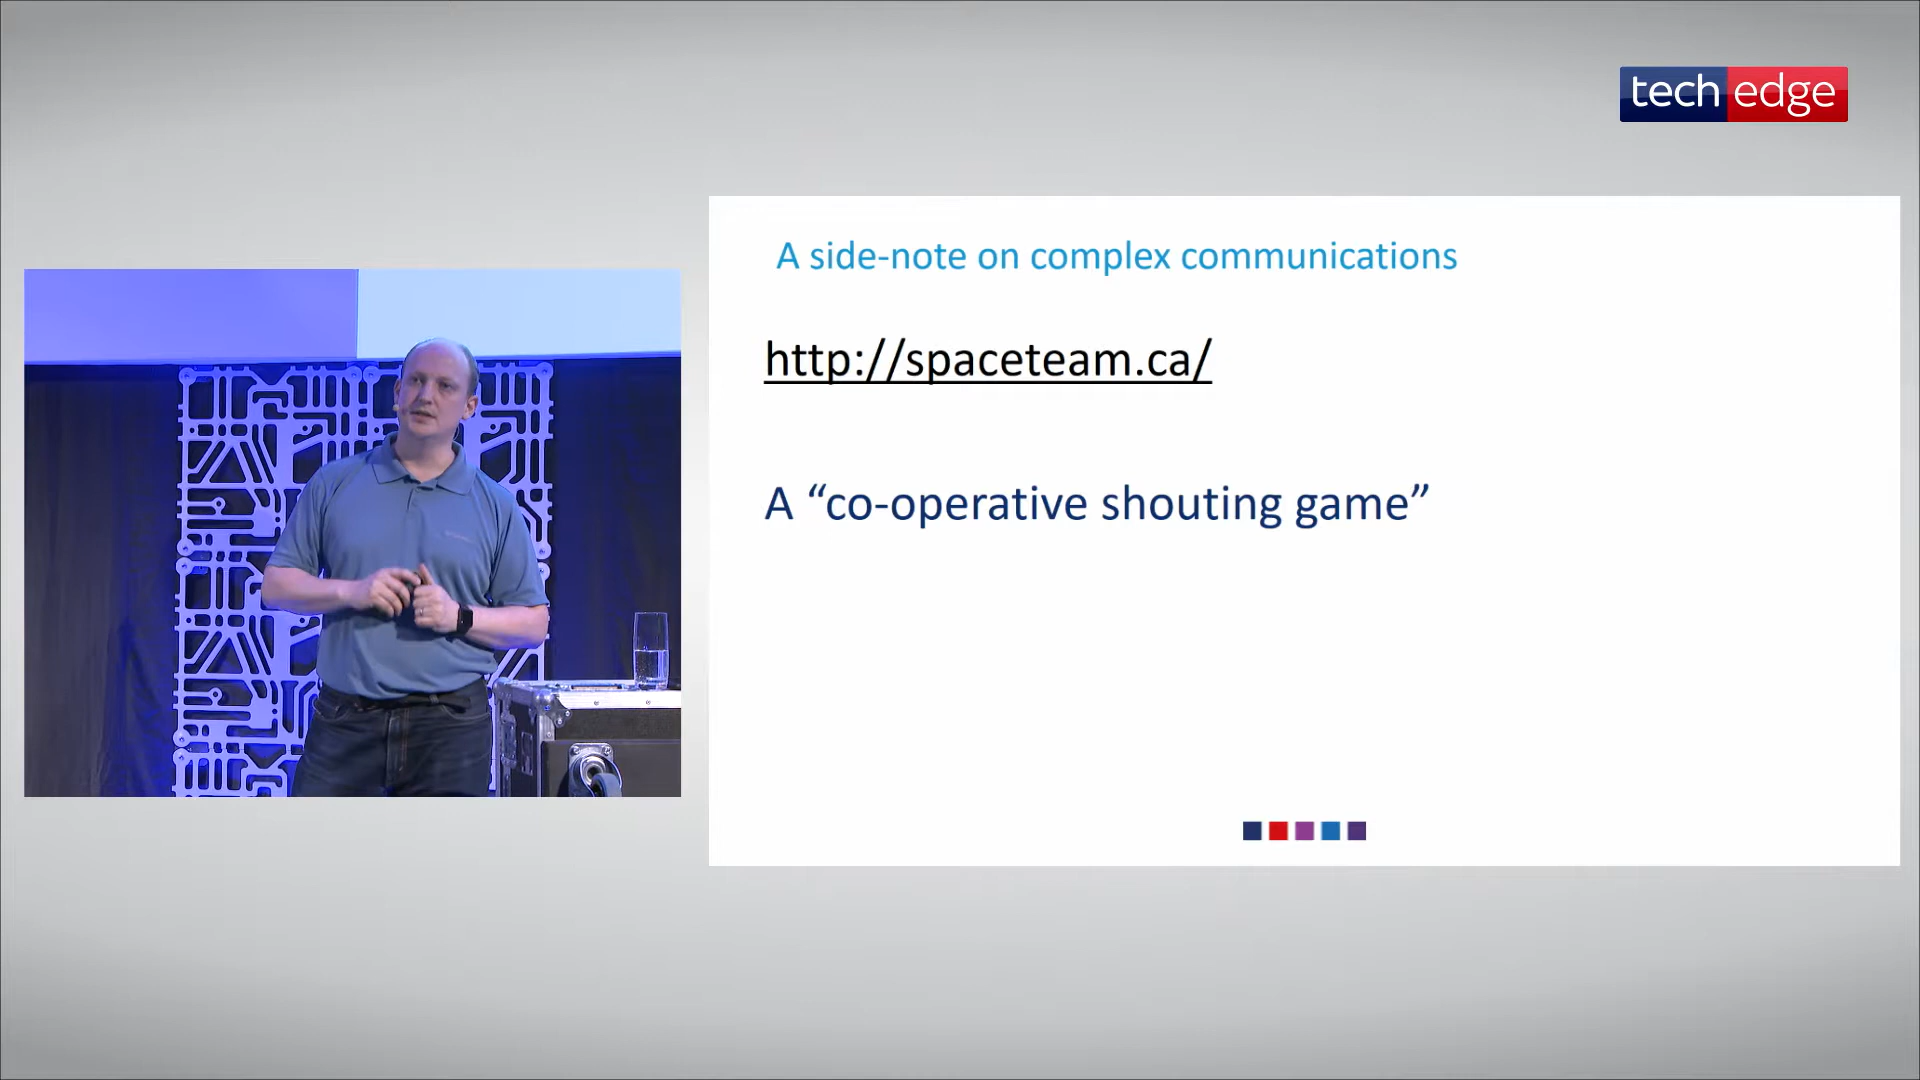 tech edge
A side-note on complex communications
http://spaceteam.ca/
A “co-operative shouting game”